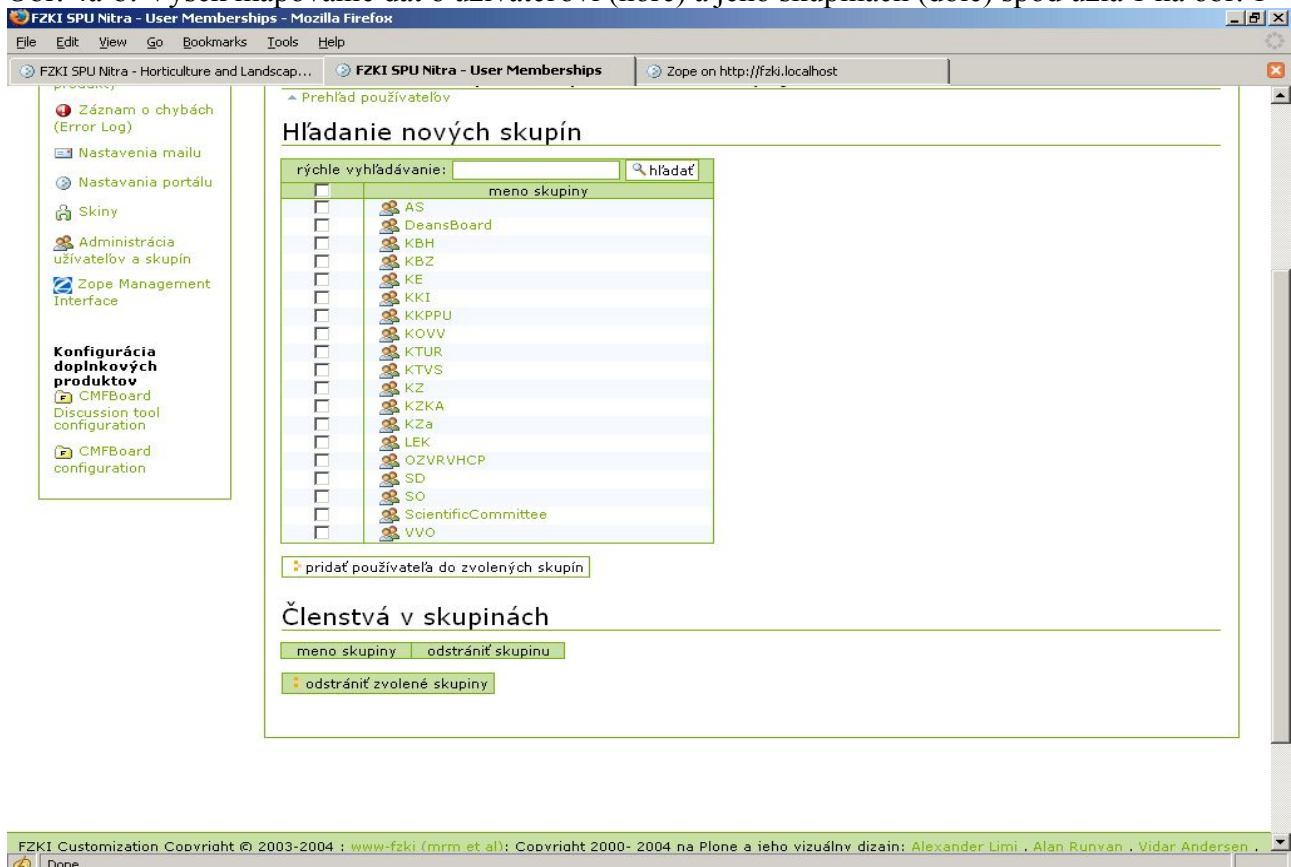 FZKI SPU Nitra - User Memberships - Mozilla Firefox
File Edit View Go Bookmarks Tools Help
FZKI SPU Nitra - Horticulture and Landscap... FZKI SPU Nitra - User Memberships Zope on http://fzki.localhost
Záznam o chybách
(Error Log)
Nastavenia mailu
Nastavania portálu
Skiny
Administrácia
užívateľov a skupín
Zope Management
Interface
Konfigurácia
doplnkových
produktov
CMFBoard
Discussion tool
configuration
CMFBoard
configuration
Prehľad používateľov
Hľadanie nových skupín
rýchle vyhľadávanie: hľadať
meno skupiny
AS
DeansBoard
KBH
KBZ
KE
KKI
KKPPU
KOVV
KTUR
KTVS
KZ
KZKA
KZa
LEK
OZVRVHCP
SD
SO
ScientificCommittee
VVO
pridať používateľa do zvolených skupín
Členstvá v skupinách
meno skupiny odstrániť skupinu
odstrániť zvolené skupiny
FZKI Customization Copyright © 2003-2004 : www-fzki (mrm et al): Copyright 2000- 2004 na Plone a jeho vizuálny dizajn: Alexander Limi , Alan Runyan , Vidar Andersen .
Done